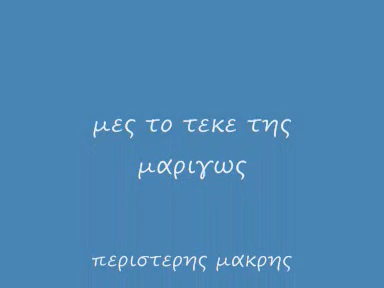 μες το τεκε της
μαριγως
περιστερης μακρης